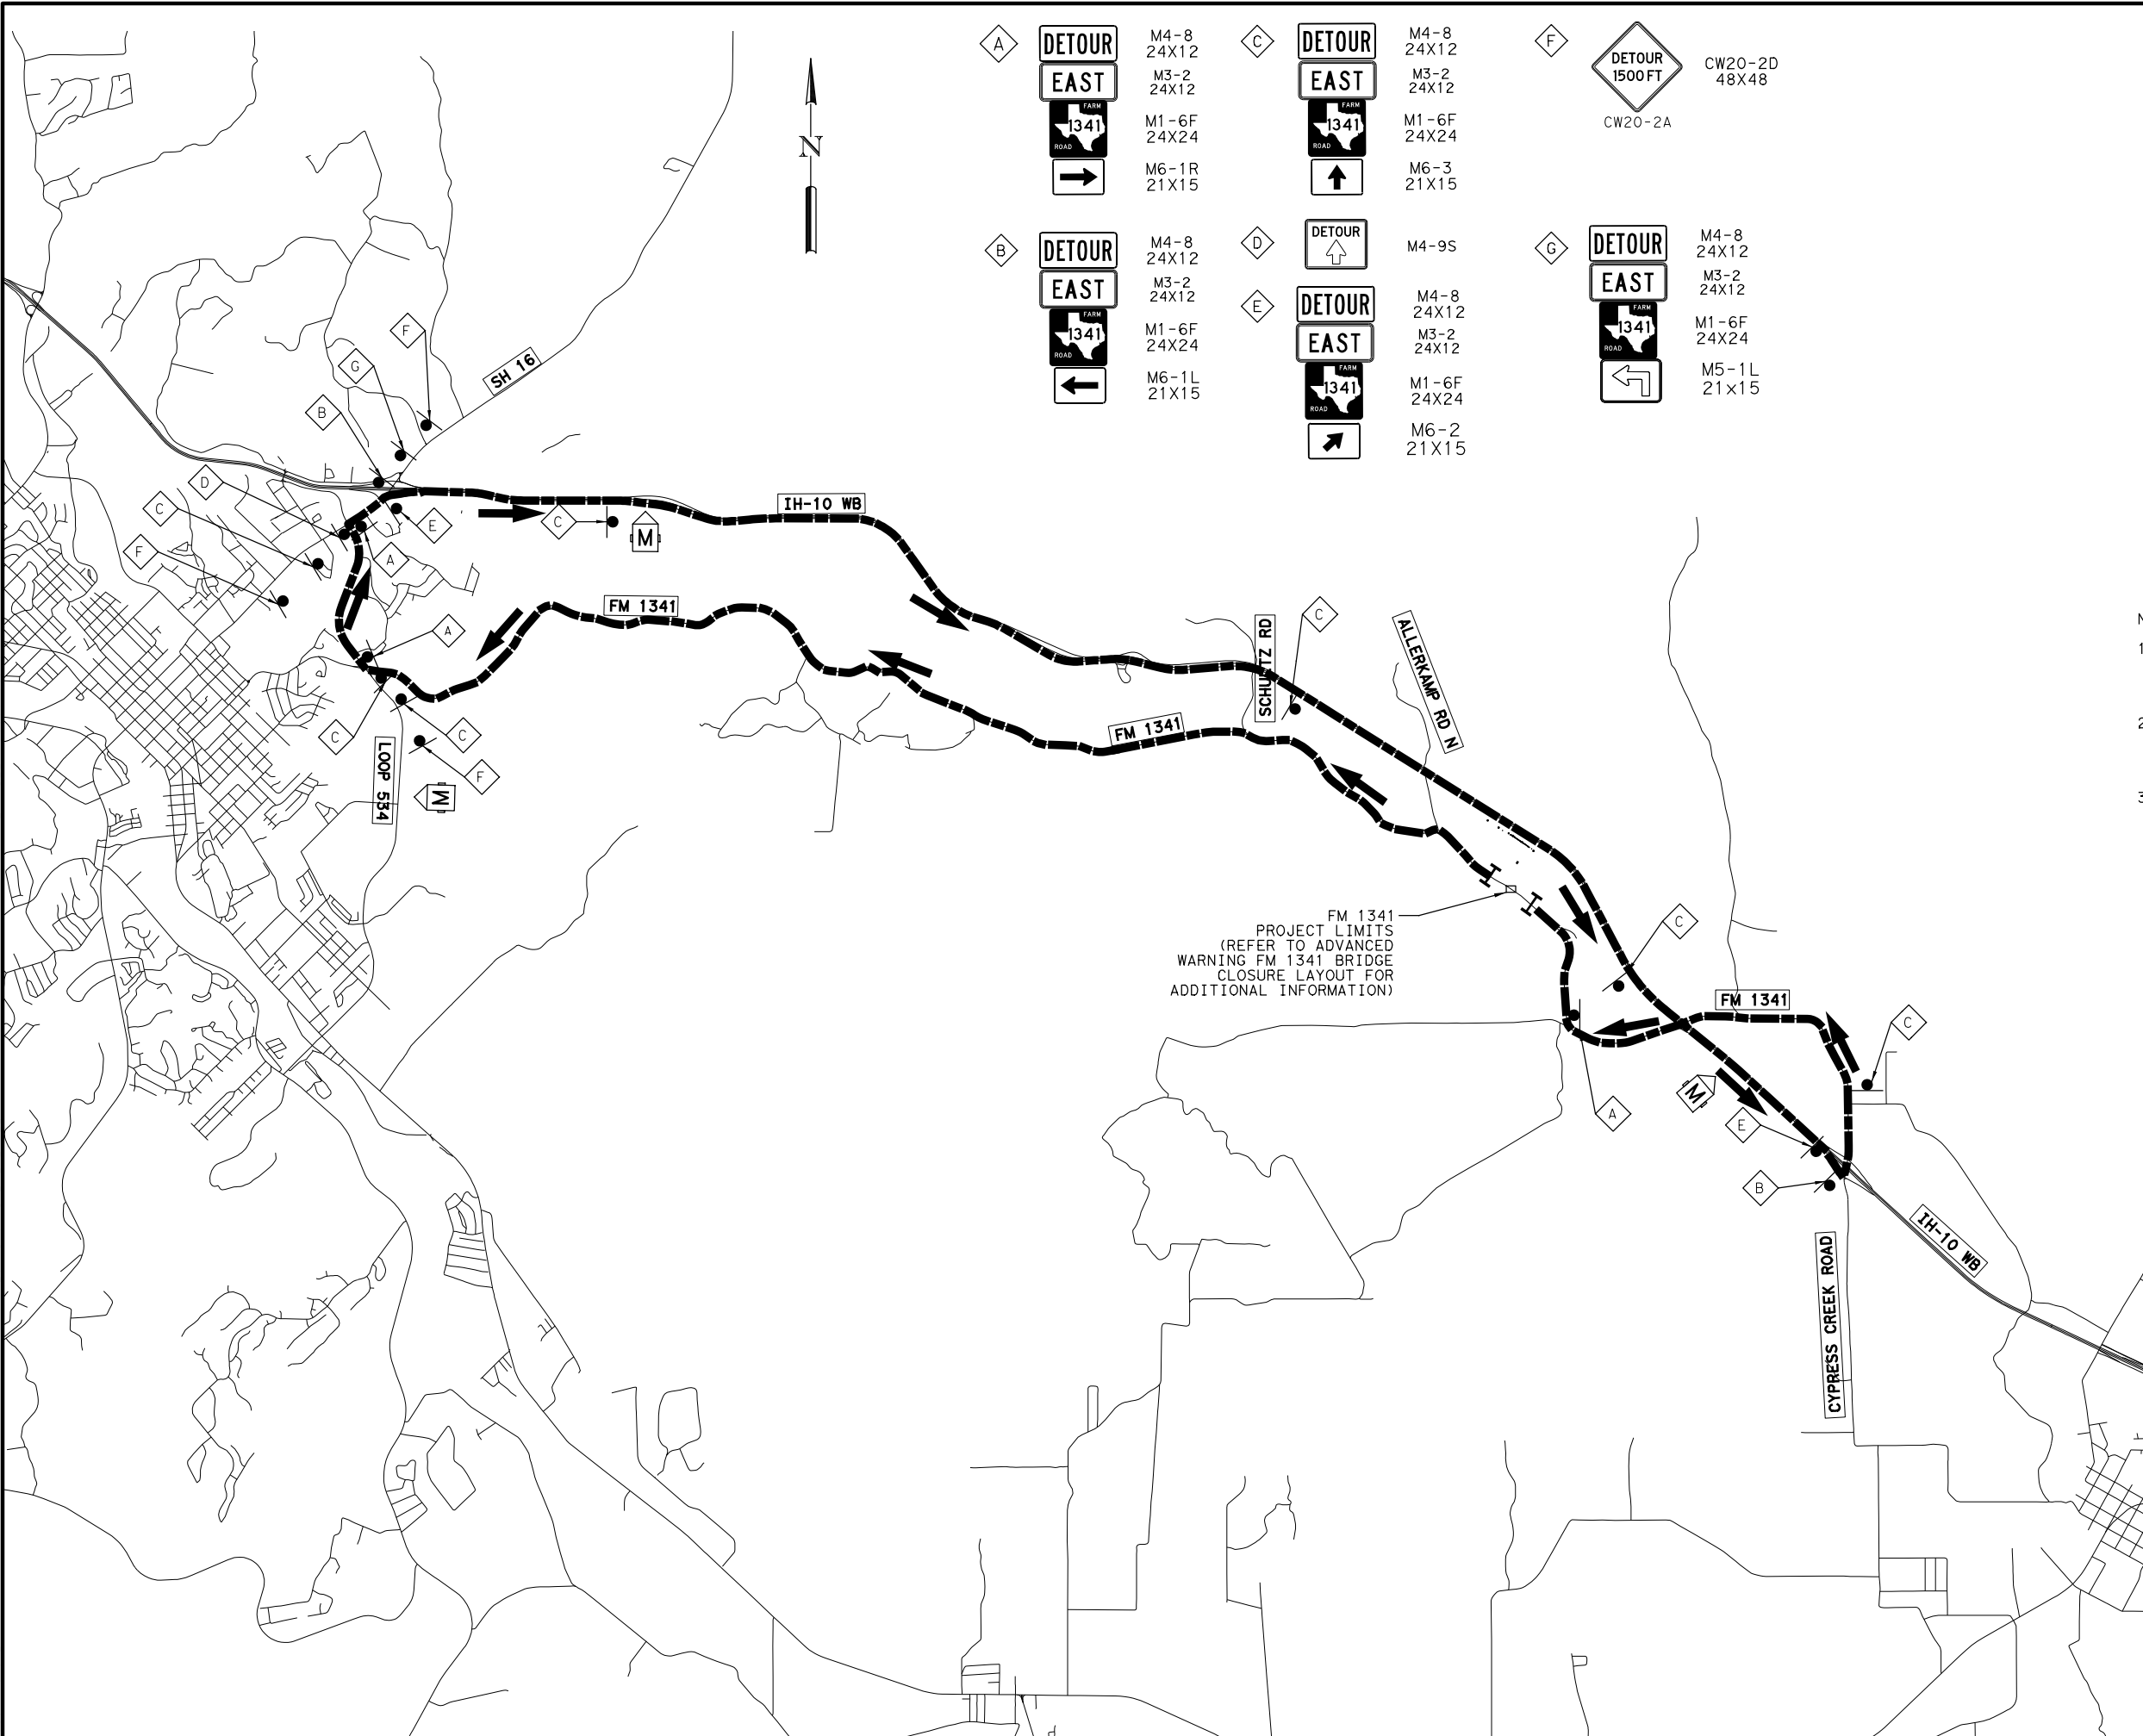 A
DETOUR
M4-8
24X12
EAST
M3-2
24X12
FARM
1341
ROAD
M1-6F
24X24
M6-1R
21X15
C
DETOUR
M4-8
24X12
EAST
M3-2
24X12
FARM
1341
ROAD
M1-6F
24X24
M6-3
21X15
F
DETOUR
1500 FT
CW20-2D
48X48
CW20-2A
N
B
DETOUR
M4-8
24X12
EAST
M3-2
24X12
FARM
1341
ROAD
M1-6F
24X24
M6-1L
21X15
D
DETOUR
M4-9S
E
DETOUR
M4-8
24X12
EAST
M3-2
24X12
FARM
1341
ROAD
M1-6F
24X24
M6-2
21X15
G
DETOUR
M4-8
24X12
EAST
M3-2
24X12
FARM
1341
ROAD
M1-6F
24X24
M5-1L
21x15
F
G
SH 16
B
D
C
E
IH-10 WB
C
M
F
A
FM 1341
A
SCHULTZ RD
C
ALLERKAMP RD N
N
1
2
3
C
C
LOOP 534
F
M
FM 1341
FM 1341
PROJECT LIMITS
(REFER TO ADVANCED
WARNING FM 1341 BRIDGE
CLOSURE LAYOUT FOR
ADDITIONAL INFORMATION)
C
FM 1341
C
M
A
E
B
IH-10 WB
CYPRESS CREEK ROAD